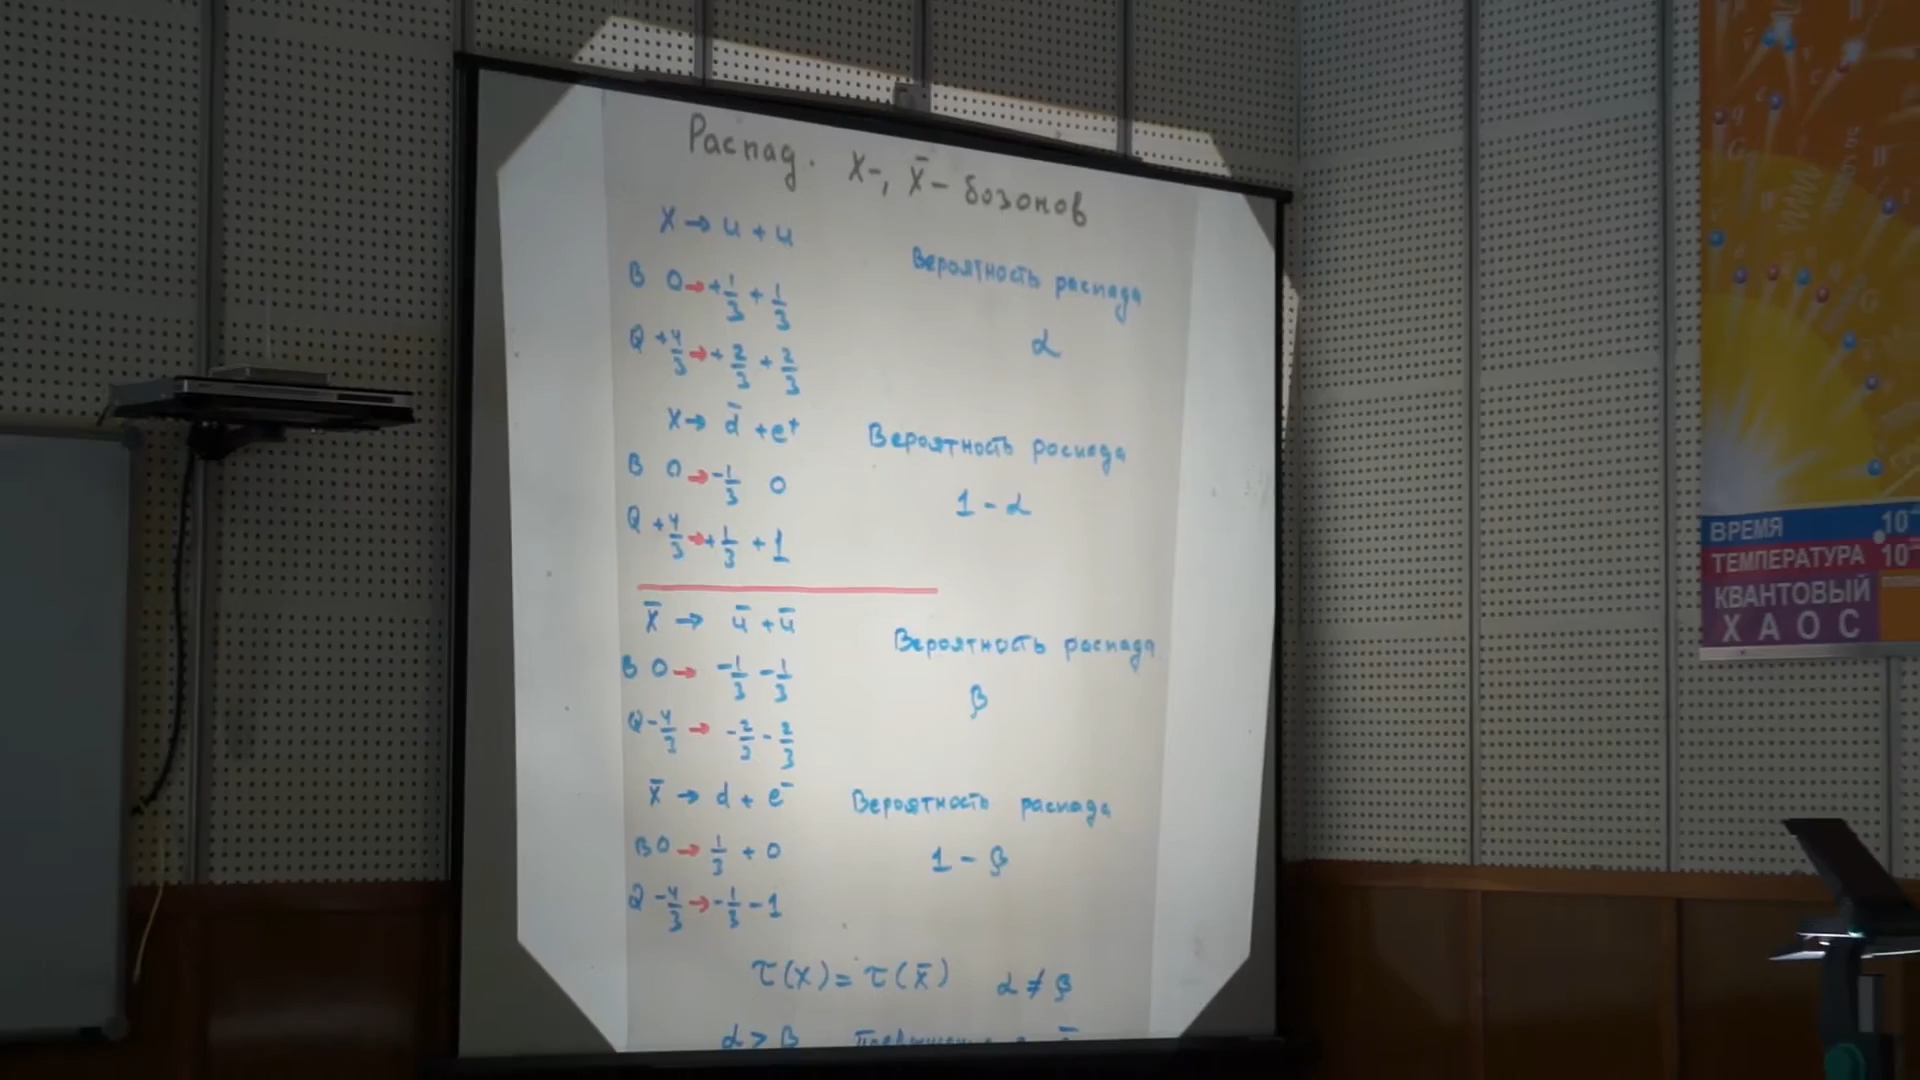 Распад. X-, X̄- бозонов
X → u + u
Вероятность распада
B 0 → +1/3 + 1/3
Q +4/3 → +2/3 + 2/3
α
X → d̄ + e⁺
Вероятность распада
B 0 → -1/3 0
1 - α
Q +4/3 → +1/3 + 1
X̄ → ū + ū
Вероятность распада
B 0 → -1/3 -1/3
β
Q -4/3 → -2/3 - 2/3
X̄ → d + e⁻
Вероятность распада
B 0 → 1/3 + 0
1 - β
Q -4/3 → -1/3 - 1
τ(X) = τ(X̄) α ≠ β
α > β
ВРЕМЯ 10
ТЕМПЕРАТУРА 10
КВАНТОВЫЙ
ХАОС